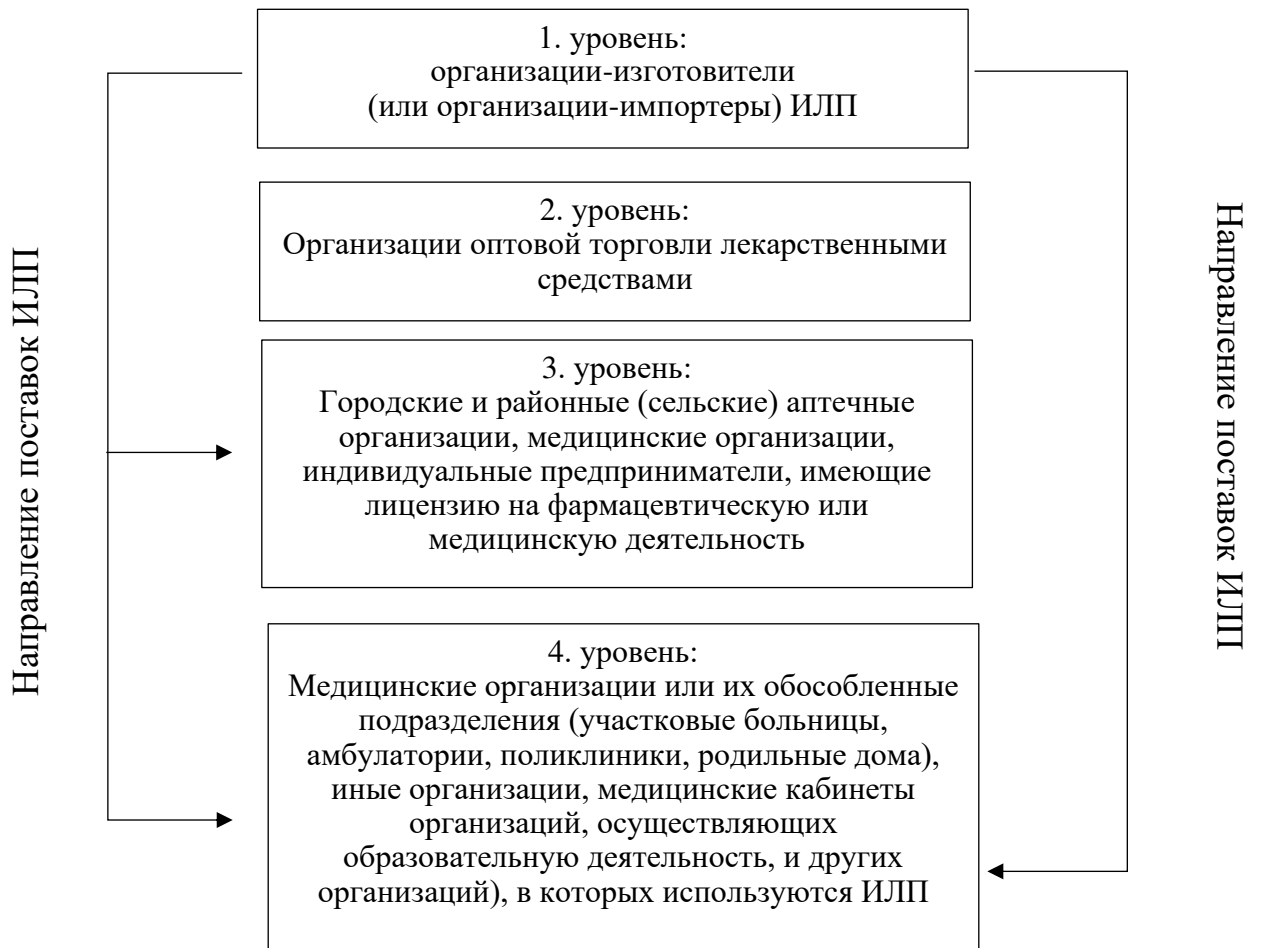 1. уровень:
организации-изготовители
(или организации-импортеры) ИЛП
2. уровень:
Организации оптовой торговли лекарственными
средствами
3. уровень:
Городские и районные (сельские) аптечные
организации, медицинские организации,
индивидуальные предприниматели, имеющие
лицензию на фармацевтическую или
медицинскую деятельность
4. уровень:
Медицинские организации или их обособленные
подразделения (участковые больницы,
амбулатории, поликлиники, родильные дома),
иные организации, медицинские кабинеты
организаций, осуществляющих
образовательную деятельность, и других
организаций), в которых используются ИЛП
Направление поставок ИЛП
Направление поставок ИЛП